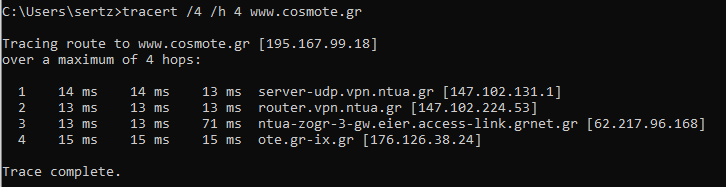 C:\Users\sertz>tracert /4 /h 4 www.cosmote.gr
Tracing route to www.cosmote.gr [195.167.99.18]
over a maximum of 4 hops:
1 14 ms 14 ms 13 ms server-udp.vpn.ntua.gr [147.102.131.1]
2 13 ms 13 ms 13 ms router.vpn.ntua.gr [147.102.224.53]
3 13 ms 13 ms 71 ms ntua-zogr-3-gw.eier.access-link.grnet.gr [62.217.96.168]
4 15 ms 15 ms 15 ms ote.gr-ix.gr [176.126.38.24]
Trace complete.